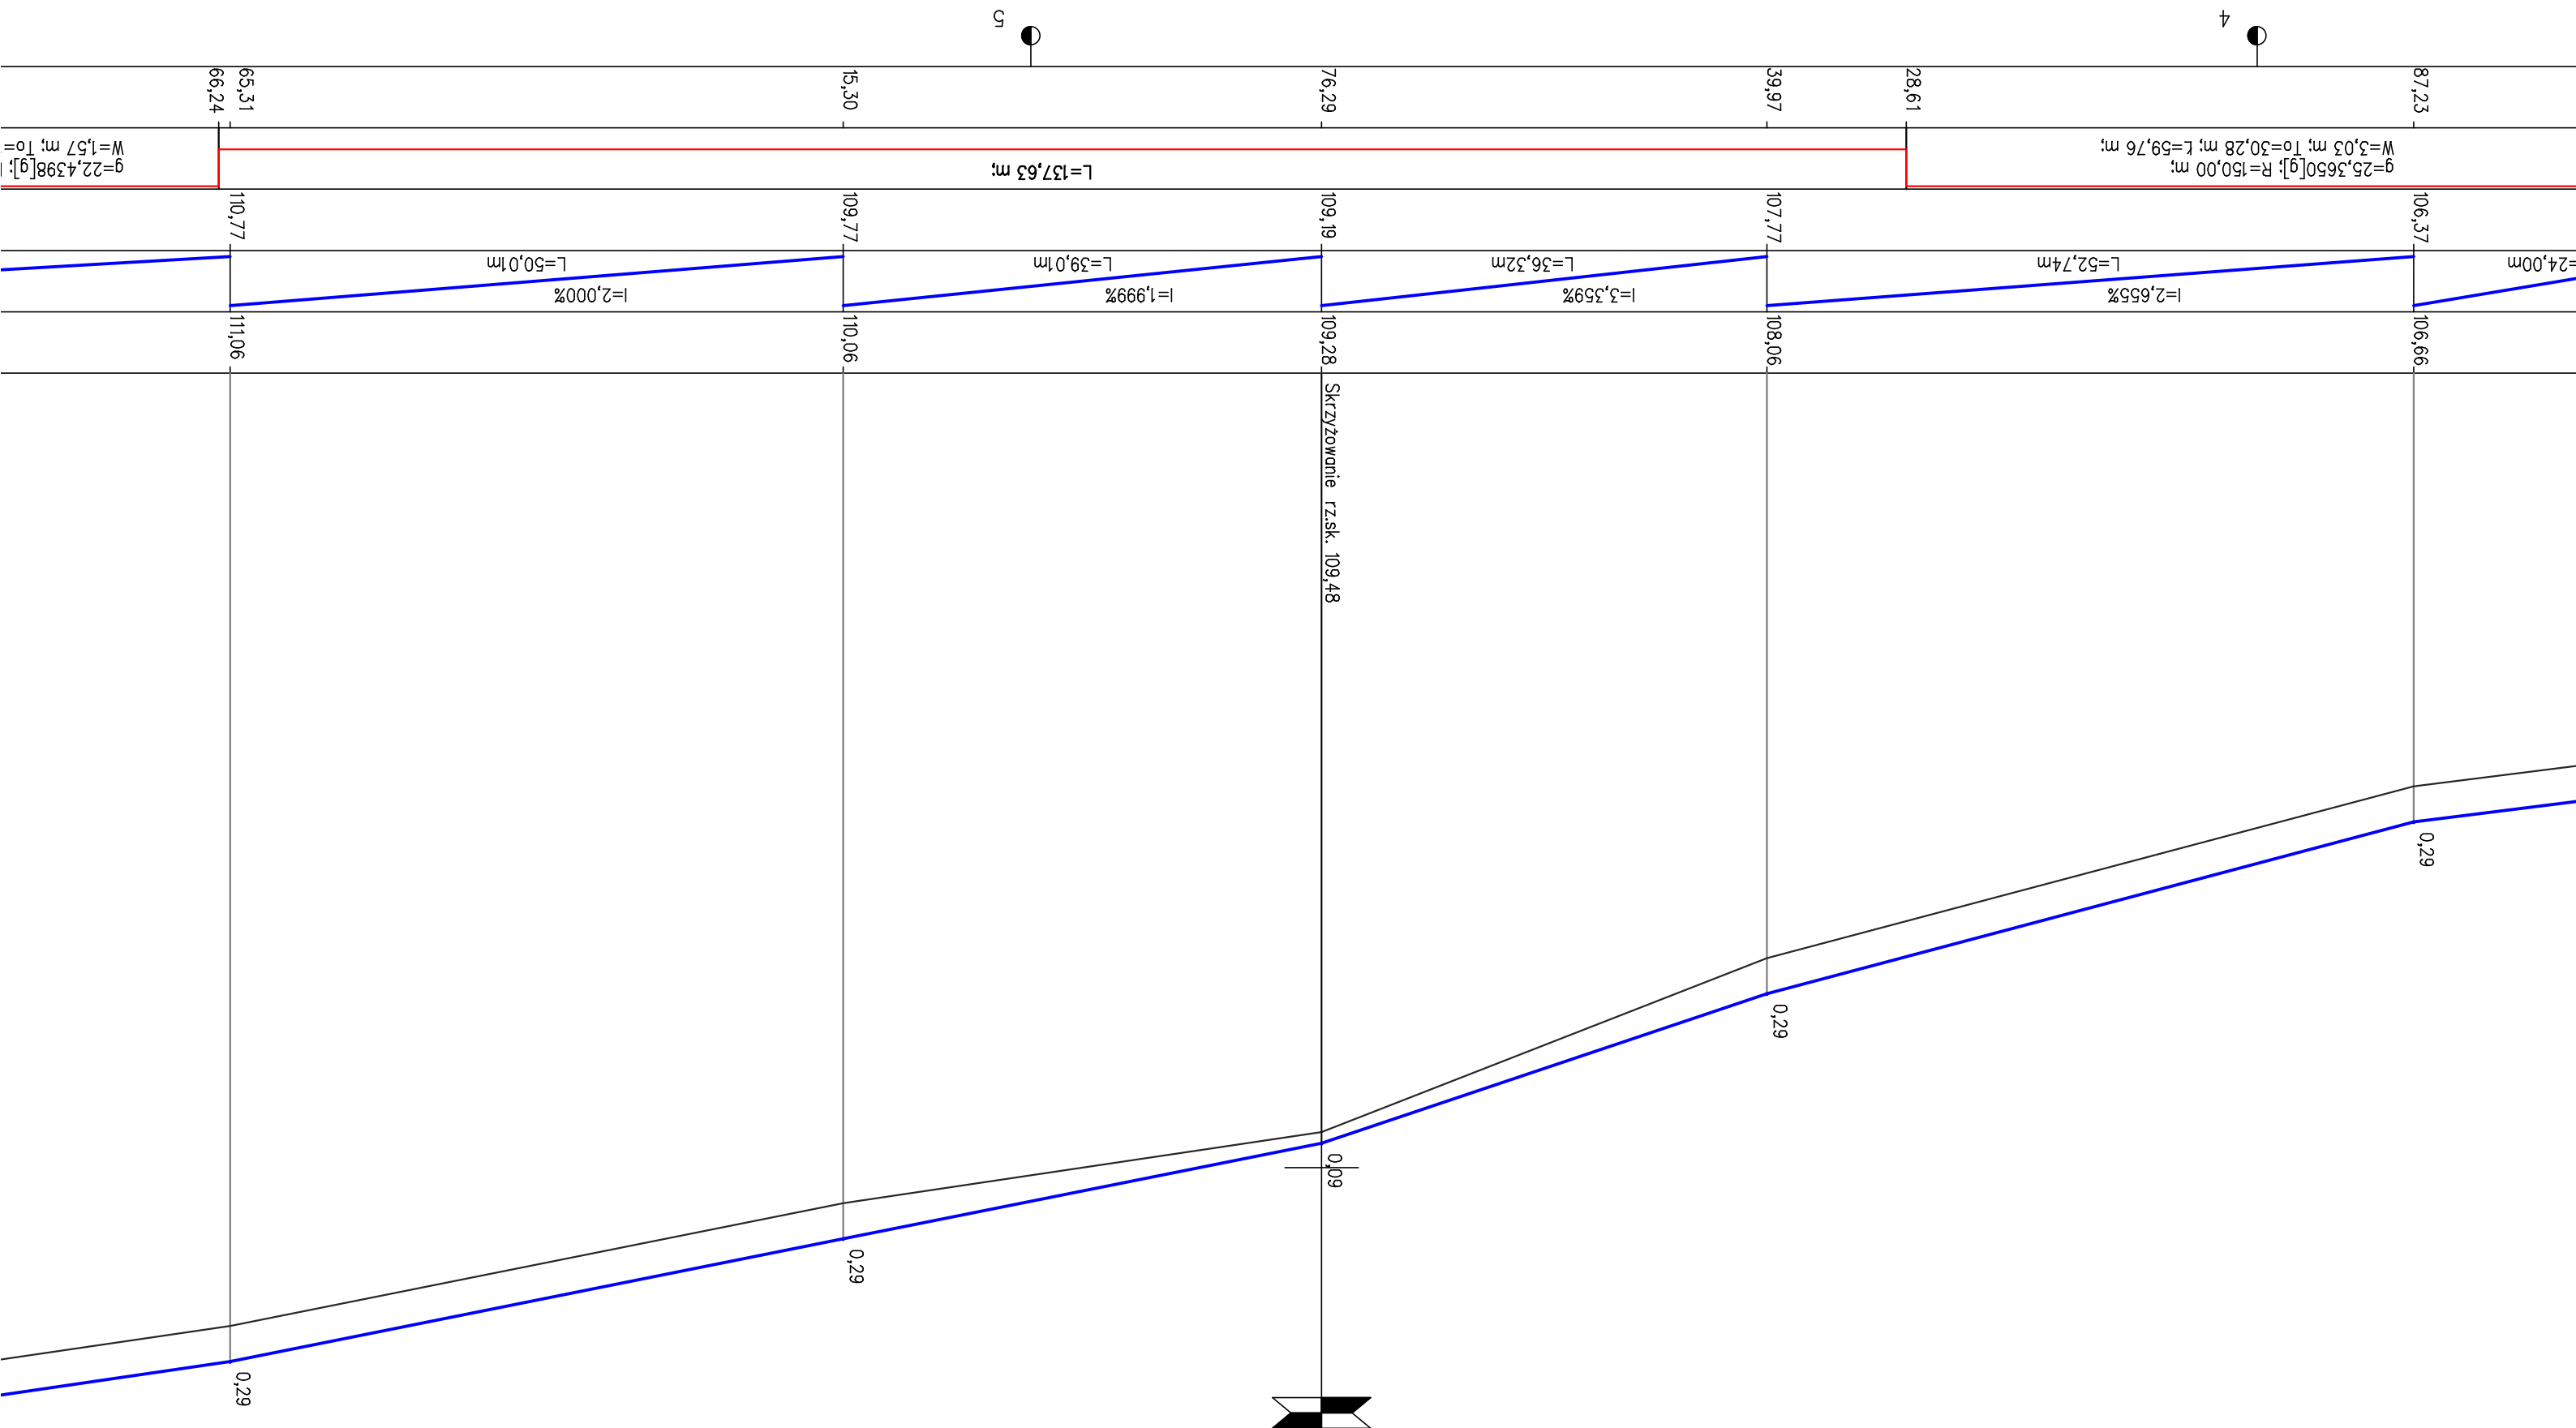 5
4
66,24
65,31
15,30
76,29
39,97
28,61
87,23
g=22,4398[g];
W=1,57 m; To=
L=137,63 m;
g=25,3650[g]; R=150,00 m;
W=3,03 m; To=30,28 m; Ł=59,76 m;
110,77
109,77
109,19
107,77
106,37
I=2,000%
L=50,01m
I=1,999%
L=39,01m
I=3,359%
L=36,32m
I=2,655%
L=52,74m
=24,00m
111,06
110,06
109,28
108,06
106,66
Skrzyżowanie rz.sk. 109,48
0,29
0,29
0,09
0,29
0,29